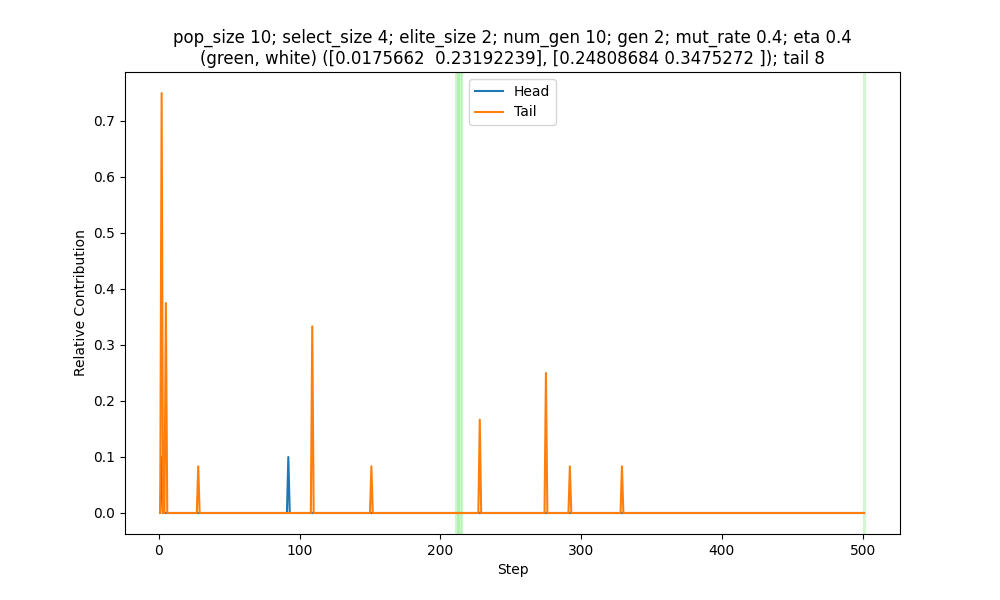 pop_size 10; select_size 4; elite_size 2; num_gen 10; gen 2; mut_rate 0.4; eta 0.4
(green, white) ([0.0175662  0.23192239], [0.24808684 0.3475272 ]); tail 8
Head
Tail
Relative Contribution
0.7
0.6
0.5
0.4
0.3
0.2
0.1
0.0
0 100 200 300 400 500
Step